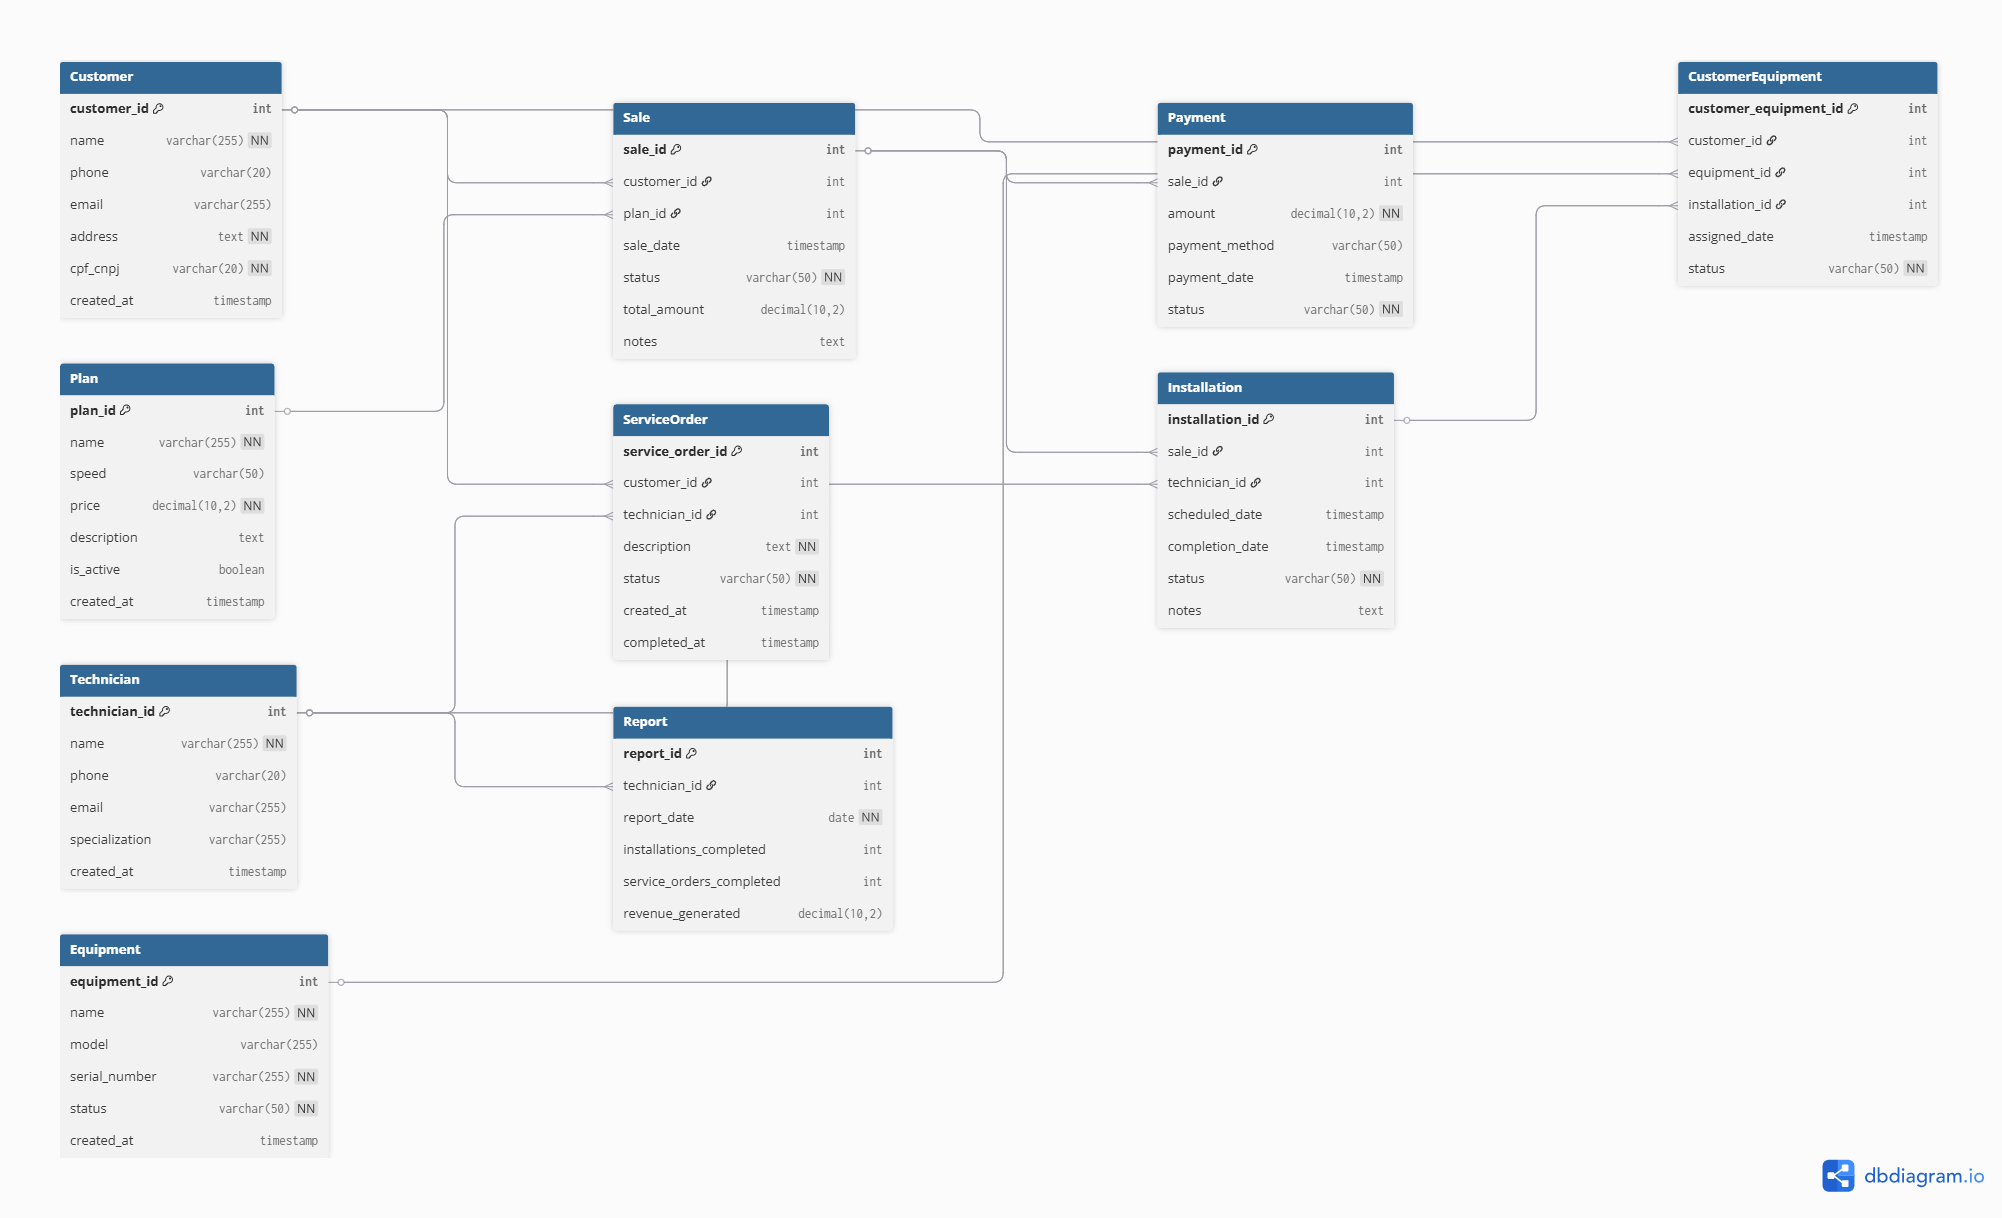 Customer
customer_id int
name varchar(255) NN
phone varchar(20)
email varchar(255)
address text NN
cpf_cnpj varchar(20) NN
created_at timestamp
Plan
plan_id int
name varchar(255) NN
speed varchar(50)
price decimal(10,2) NN
description text
is_active boolean
created_at timestamp
Technician
technician_id int
name varchar(255) NN
phone varchar(20)
email varchar(255)
specialization varchar(255)
created_at timestamp
Equipment
equipment_id int
name varchar(255) NN
model varchar(255)
serial_number varchar(255) NN
status varchar(50) NN
created_at timestamp
Sale
sale_id int
customer_id int
plan_id int
sale_date timestamp
status varchar(50) NN
total_amount decimal(10,2)
notes text
ServiceOrder
service_order_id int
customer_id int
technician_id int
description text NN
status varchar(50) NN
created_at timestamp
completed_at timestamp
Report
report_id int
technician_id int
report_date date NN
installations_completed int
service_orders_completed int
revenue_generated decimal(10,2)
Payment
payment_id int
sale_id int
amount decimal(10,2) NN
payment_method varchar(50)
payment_date timestamp
status varchar(50) NN
Installation
installation_id int
sale_id int
technician_id int
scheduled_date timestamp
completion_date timestamp
status varchar(50) NN
notes text
CustomerEquipment
customer_equipment_id int
customer_id int
equipment_id int
installation_id int
assigned_date timestamp
status varchar(50) NN
dbdiagram.io